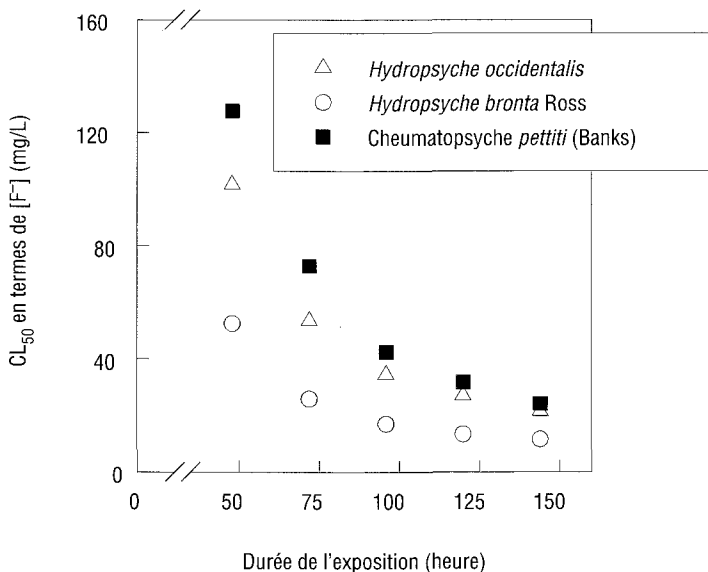 160
120
80
40
0
CL50 en termes de [F-] (mg/L)
Hydropsyche occidentalis
Hydropsyche bronta Ross
Cheumatopsyche pettiti (Banks)
0 50 75 100 125 150
Durée de l'exposition (heure)